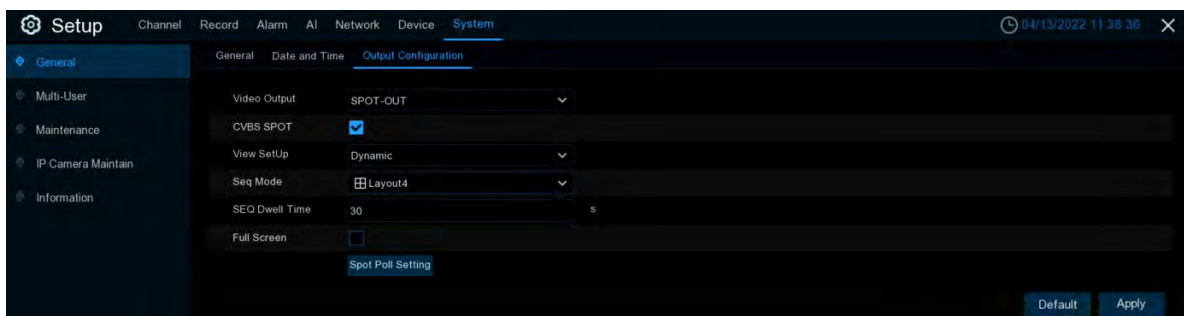 Setup Channel Record Alarm AI Network Device System 04/13/2022 11:36:36
General Date and Time Output Configuration
General
Multi-User
Maintenance
IP Camera Maintain
Information
Video Output SPOT-OUT
CVBS SPOT
View SetUp Dynamic
Seq Mode Layout4
SEQ Dwell Time 30 s
Full Screen
Spot Poll Setting
Default Apply